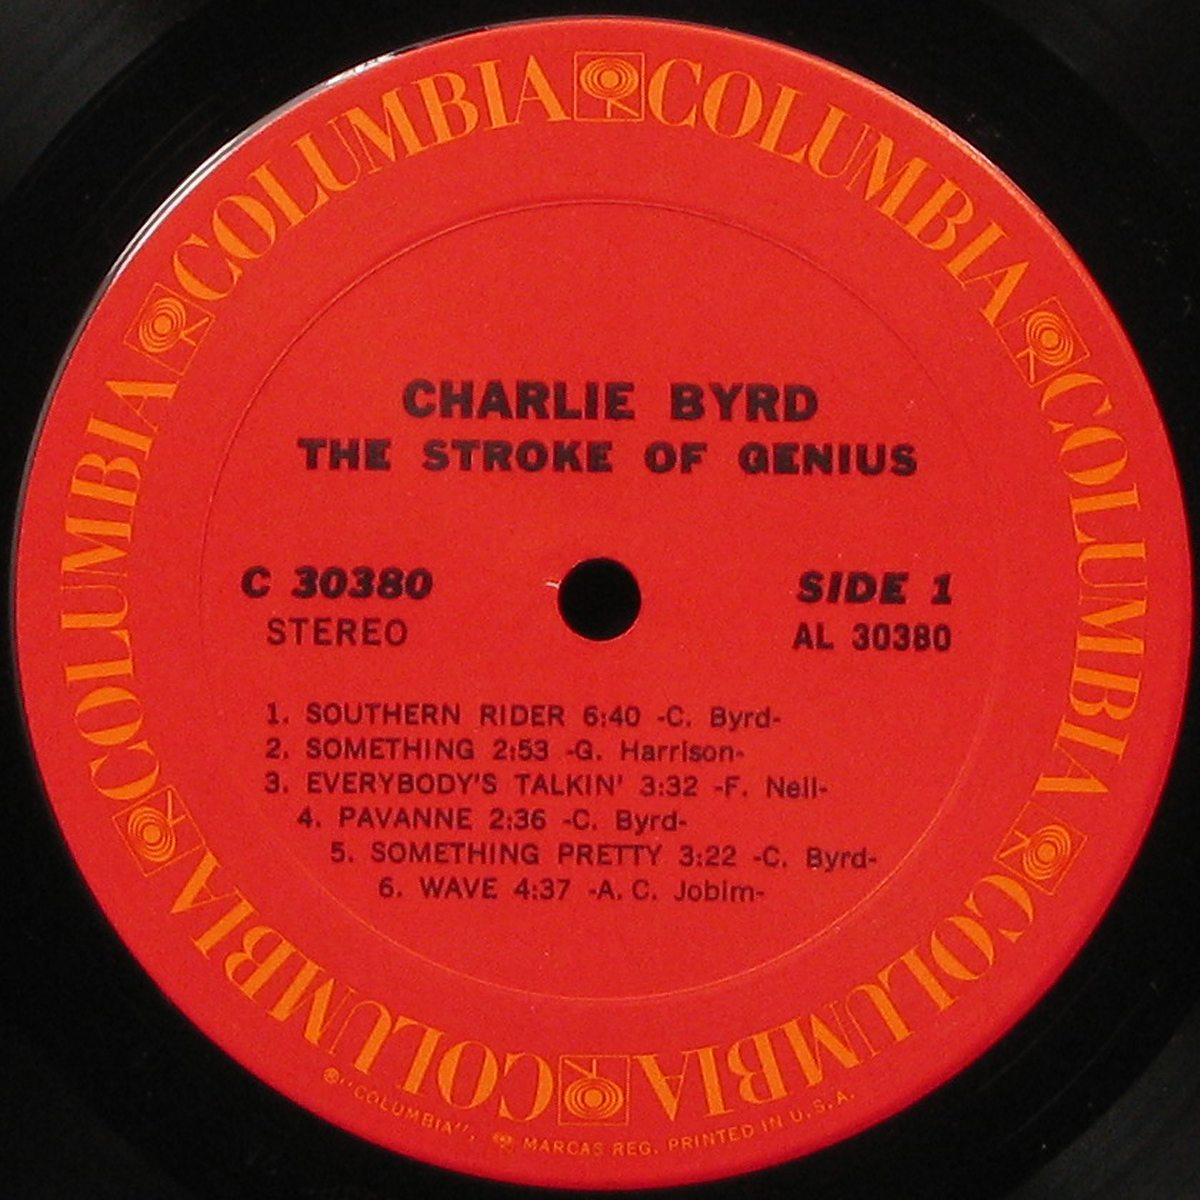 COLUMBIA COLUMBIA COLUMBIA COLUMBIA COLUMBIA COLUMBIA
CHARLIE BYRD
THE STROKE OF GENIUS
C 30380
STEREO
SIDE 1
AL 30380
1. SOUTHERN RIDER 6:40 -C. Byrd-
2. SOMETHING 2:53 -G. Harrison-
3. EVERYBODY'S TALKIN' 3:32 -F. Neil-
4. PAVANNE 2:36 -C. Byrd-
5. SOMETHING PRETTY 3:22 -C. Byrd-
6. WAVE 4:37 -A. C. Jobim-
®"COLUMBIA", MARCAS REG. PRINTED IN U.S.A.